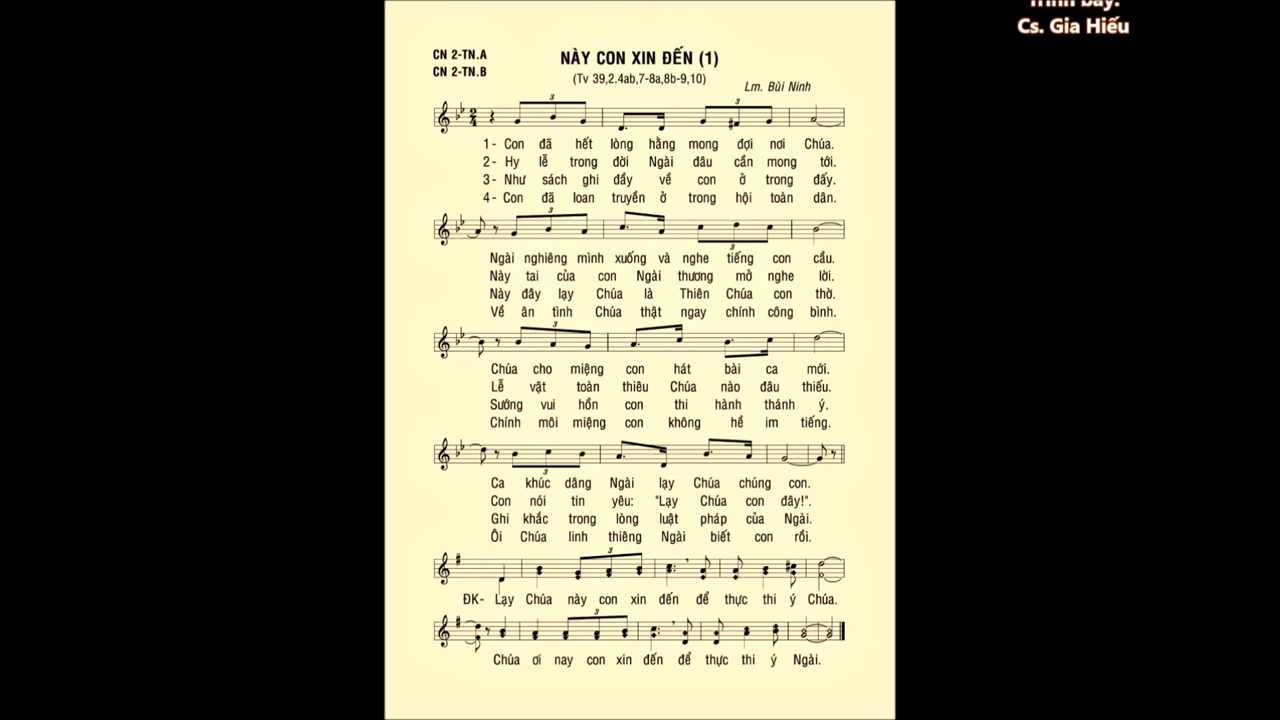 Trình bày:
Cs. Gia Hiếu
CN 2-TN.A
CN 2-TN.B
NÀY CON XIN ĐẾN (1)
(Tv 39,2.4ab,7-8a,8b-9,10)
Lm. Bùi Ninh
1- Con đã hết lòng hằng mong đợi nơi Chúa.
2- Hy lễ trong đời Ngài đâu cần mong tới.
3- Như sách ghi đầy về con ở trong đấy.
4- Con đã loan truyền ở trong hội toàn dân.
Ngài nghiêng mình xuống và nghe tiếng con cầu.
Này tai của con Ngài thương mở nghe lời.
Này đây lạy Chúa là Thiên Chúa con thờ.
Về ân tình Chúa thật ngay chính công bình.
Chúa cho miệng con hát bài ca mới.
Lễ vật toàn thiêu Chúa nào đâu thiếu.
Sướng vui hồn con thi hành thánh ý.
Chính môi miệng con không hề im tiếng.
Ca khúc dâng Ngài lạy Chúa chúng con.
Con nói tin yêu: "Lạy Chúa con đây!".
Ghi khắc trong lòng luật pháp của Ngài.
Ôi Chúa linh thiêng Ngài biết con rồi.
ĐK- Lạy Chúa này con xin đến để thực thi ý Chúa.
Chúa ơi nay con xin đến để thực thi ý Ngài.